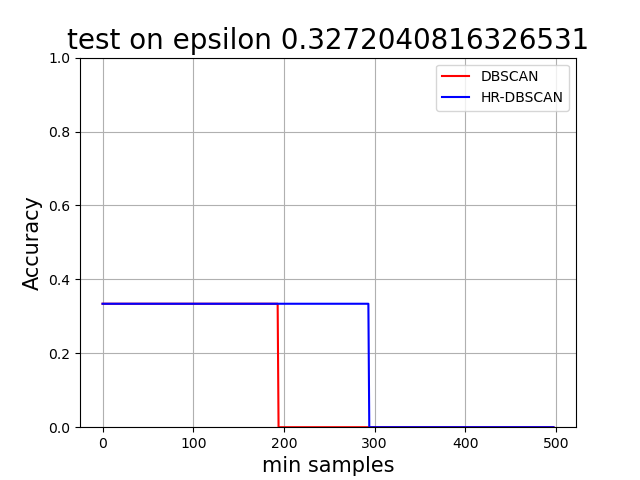 test on epsilon 0.3272040816326531
DBSCAN
HR-DBSCAN
Accuracy
1.0
0.8
0.6
0.4
0.2
0.0
0 100 200 300 400 500
min samples